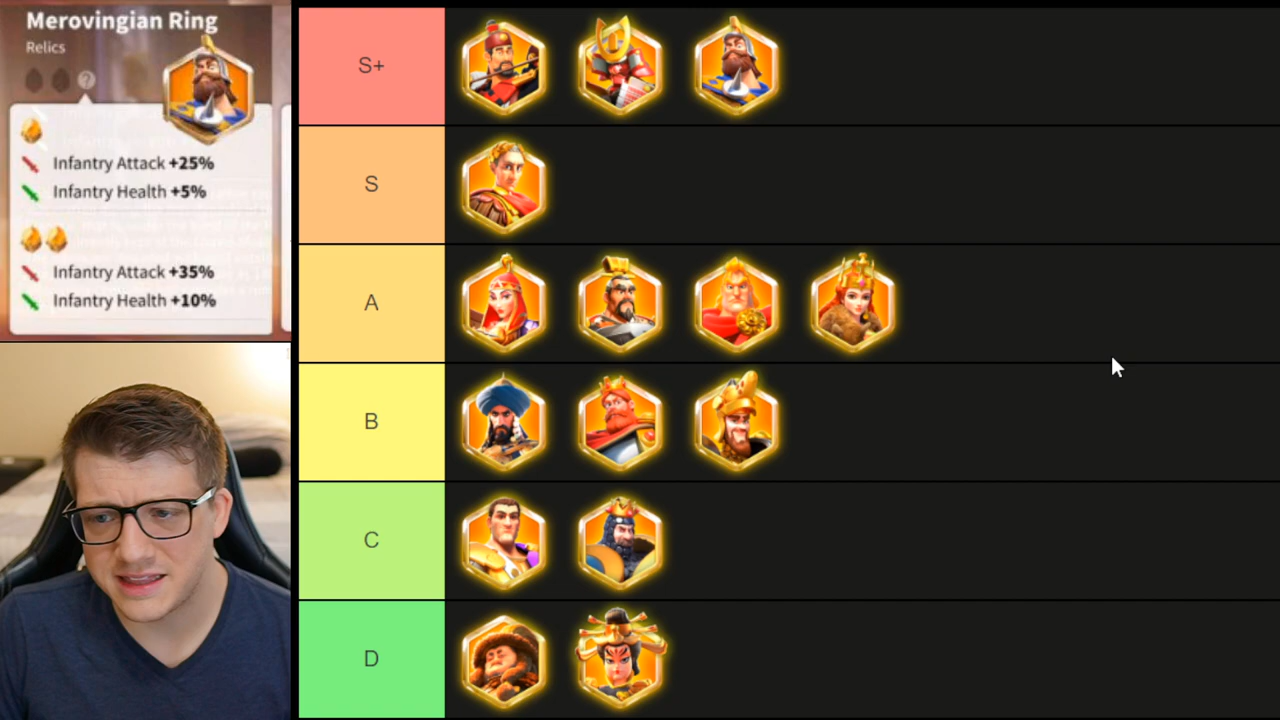 Merovingian Ring
Relics
?
Infantry Attack +25%
Infantry Health +5%
Infantry Attack +35%
Infantry Health +10%
S+
S
A
B
C
D